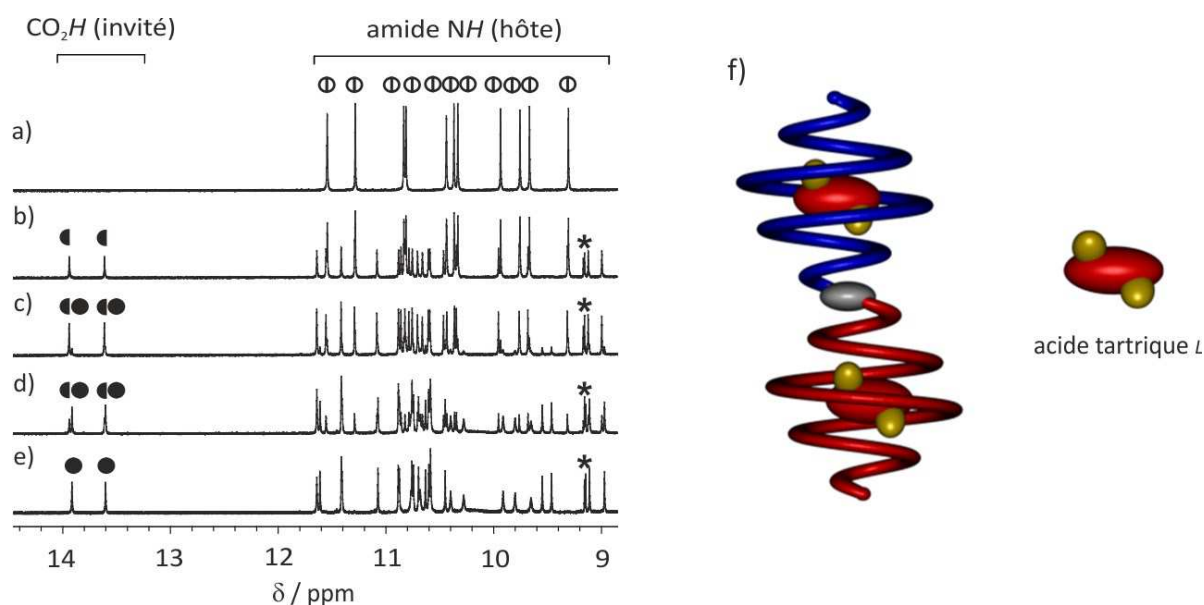 CO₂H (invité)
amide NH (hôte)
a)
b)
*
c)
*
d)
*
e)
*
14 13 12 11 10 9
δ / ppm
f)
acide tartrique L